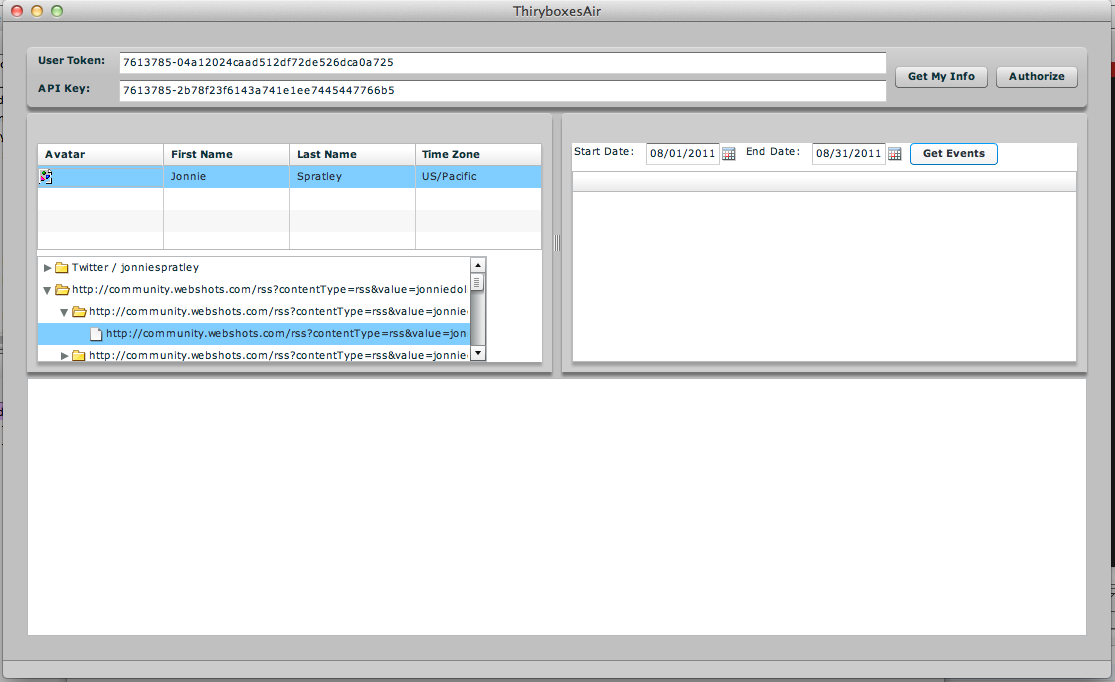 ThiryboxesAir
User Token: 7613785-04a12024caad512df72de526dca0a725
API Key: 7613785-2b78f23f6143a741e1ee7445447766b5
Get My Info Authorize
Avatar First Name Last Name Time Zone
Jonnie Spratley US/Pacific
Twitter / jonniespratley
http://community.webshots.com/rss?contentType=rss&value=jonniedol
http://community.webshots.com/rss?contentType=rss&value=jonnie
http://community.webshots.com/rss?contentType=rss&value=jon
http://community.webshots.com/rss?contentType=rss&value=jonnie
Start Date: 08/01/2011 End Date: 08/31/2011 Get Events